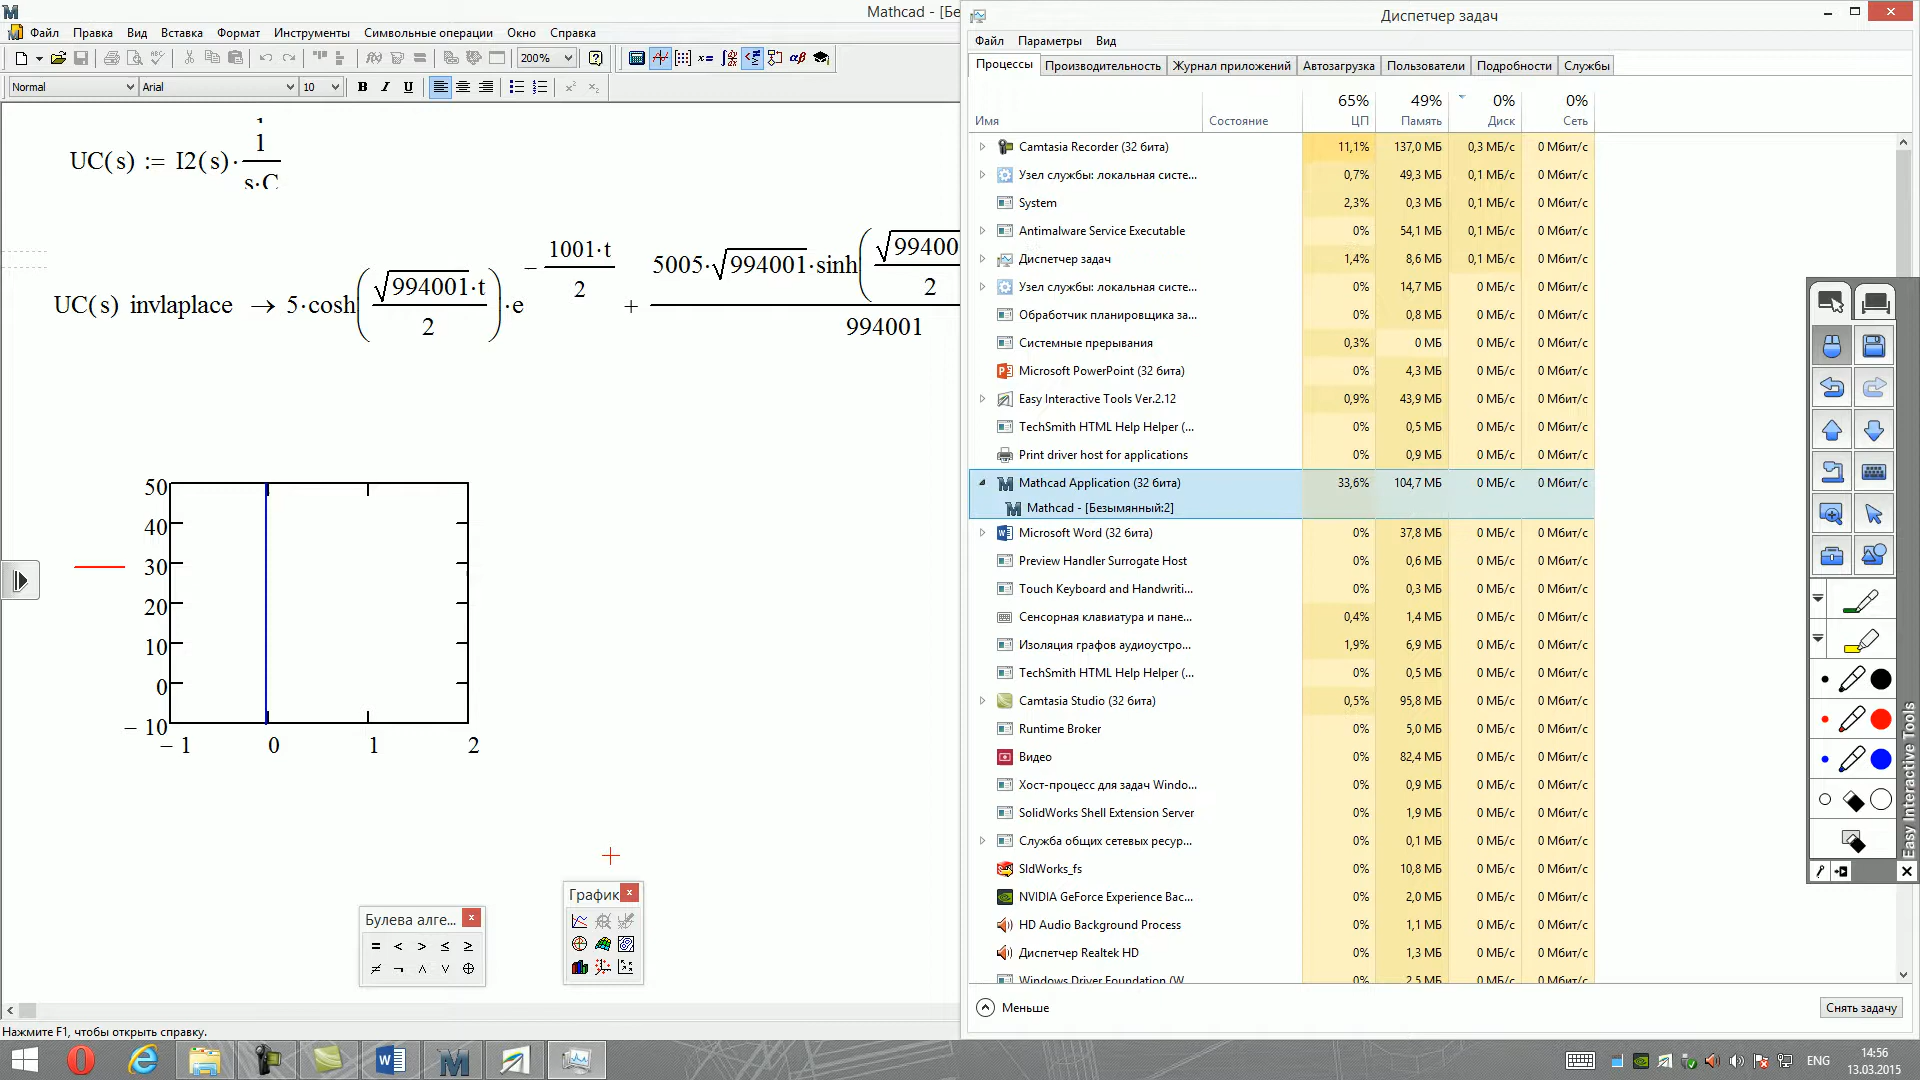 Mathcad - [Бе
Файл Правка Вид Вставка Формат Инструменты Символьные операции Окно Справка
200%
Normal Arial 10 B I U
UC(s) := I2(s)· 1 / s·C
UC(s) invlaplace → 5·cosh(√994001·t / 2)·e^(− 1001·t / 2) + 5005·√994001·sinh(√99400 / 2 / 994001
50
40
30
20
10
0
− 10
− 1 0 1 2
Булева алге...
= < > ≤ ≥
≠ ¬ ∧ ∨ ⊕
График
Нажмите F1, чтобы открыть справку.
Диспетчер задач
Файл Параметры Вид
Процессы Производительность Журнал приложений Автозагрузка Пользователи Подробности Службы
65% 49% 0% 0%
Имя Состояние ЦП Память Диск Сеть
Camtasia Recorder (32 бита) 11,1% 137,0 МБ 0,3 МБ/с 0 Мбит/с
Узел службы: локальная систе... 0,7% 49,3 МБ 0,1 МБ/с 0 Мбит/с
System 2,3% 0,3 МБ 0,1 МБ/с 0 Мбит/с
Antimalware Service Executable 0% 54,1 МБ 0,1 МБ/с 0 Мбит/с
Диспетчер задач 1,4% 8,6 МБ 0,1 МБ/с 0 Мбит/с
Узел службы: локальная систе... 0% 14,7 МБ 0 МБ/с 0 Мбит/с
Обработчик планировщика за... 0% 0,8 МБ 0 МБ/с 0 Мбит/с
Системные прерывания 0,3% 0 МБ 0 МБ/с 0 Мбит/с
Microsoft PowerPoint (32 бита) 0% 4,3 МБ 0 МБ/с 0 Мбит/с
Easy Interactive Tools Ver.2.12 0,9% 43,9 МБ 0 МБ/с 0 Мбит/с
TechSmith HTML Help Helper (... 0% 0,5 МБ 0 МБ/с 0 Мбит/с
Print driver host for applications 0% 0,9 МБ 0 МБ/с 0 Мбит/с
Mathcad Application (32 бита) 33,6% 104,7 МБ 0 МБ/с 0 Мбит/с
Mathcad - [Безымянный:2]
Microsoft Word (32 бита) 0% 37,8 МБ 0 МБ/с 0 Мбит/с
Preview Handler Surrogate Host 0% 0,6 МБ 0 МБ/с 0 Мбит/с
Touch Keyboard and Handwriti... 0% 0,3 МБ 0 МБ/с 0 Мбит/с
Сенсорная клавиатура и пане... 0,4% 1,4 МБ 0 МБ/с 0 Мбит/с
Изоляция графов аудиоустро... 1,9% 6,9 МБ 0 МБ/с 0 Мбит/с
TechSmith HTML Help Helper (... 0% 0,5 МБ 0 МБ/с 0 Мбит/с
Camtasia Studio (32 бита) 0,5% 95,8 МБ 0 МБ/с 0 Мбит/с
Runtime Broker 0% 5,0 МБ 0 МБ/с 0 Мбит/с
Видео 0% 82,4 МБ 0 МБ/с 0 Мбит/с
Хост-процесс для задач Windo... 0% 0,9 МБ 0 МБ/с 0 Мбит/с
SolidWorks Shell Extension Server 0% 1,9 МБ 0 МБ/с 0 Мбит/с
Служба общих сетевых ресур... 0% 0,1 МБ 0 МБ/с 0 Мбит/с
SldWorks_fs 0% 10,8 МБ 0 МБ/с 0 Мбит/с
NVIDIA GeForce Experience Bac... 0% 2,0 МБ 0 МБ/с 0 Мбит/с
HD Audio Background Process 0% 1,1 МБ 0 МБ/с 0 Мбит/с
Диспетчер Realtek HD 0% 1,3 МБ 0 МБ/с 0 Мбит/с
Windows Driver Foundation (W... 0% 2,5 МБ 0 МБ/с 0 Мбит/с
Меньше Снять задачу
Easy Interactive Tools
ENG 14:56
13.03.2015